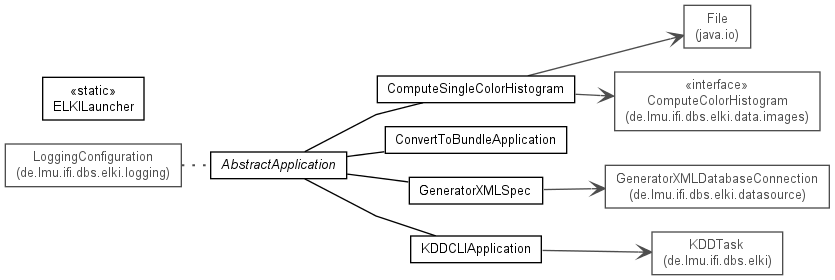 File
(java.io)
«static»
ELKILauncher
ComputeSingleColorHistogram
«interface»
ComputeColorHistogram
(de.lmu.ifi.dbs.elki.data.images)
ConvertToBundleApplication
LoggingConfiguration
(de.lmu.ifi.dbs.elki.logging)
AbstractApplication
GeneratorXMLSpec
GeneratorXMLDatabaseConnection
(de.lmu.ifi.dbs.elki.datasource)
KDDCLIApplication
KDDTask
(de.lmu.ifi.dbs.elki)